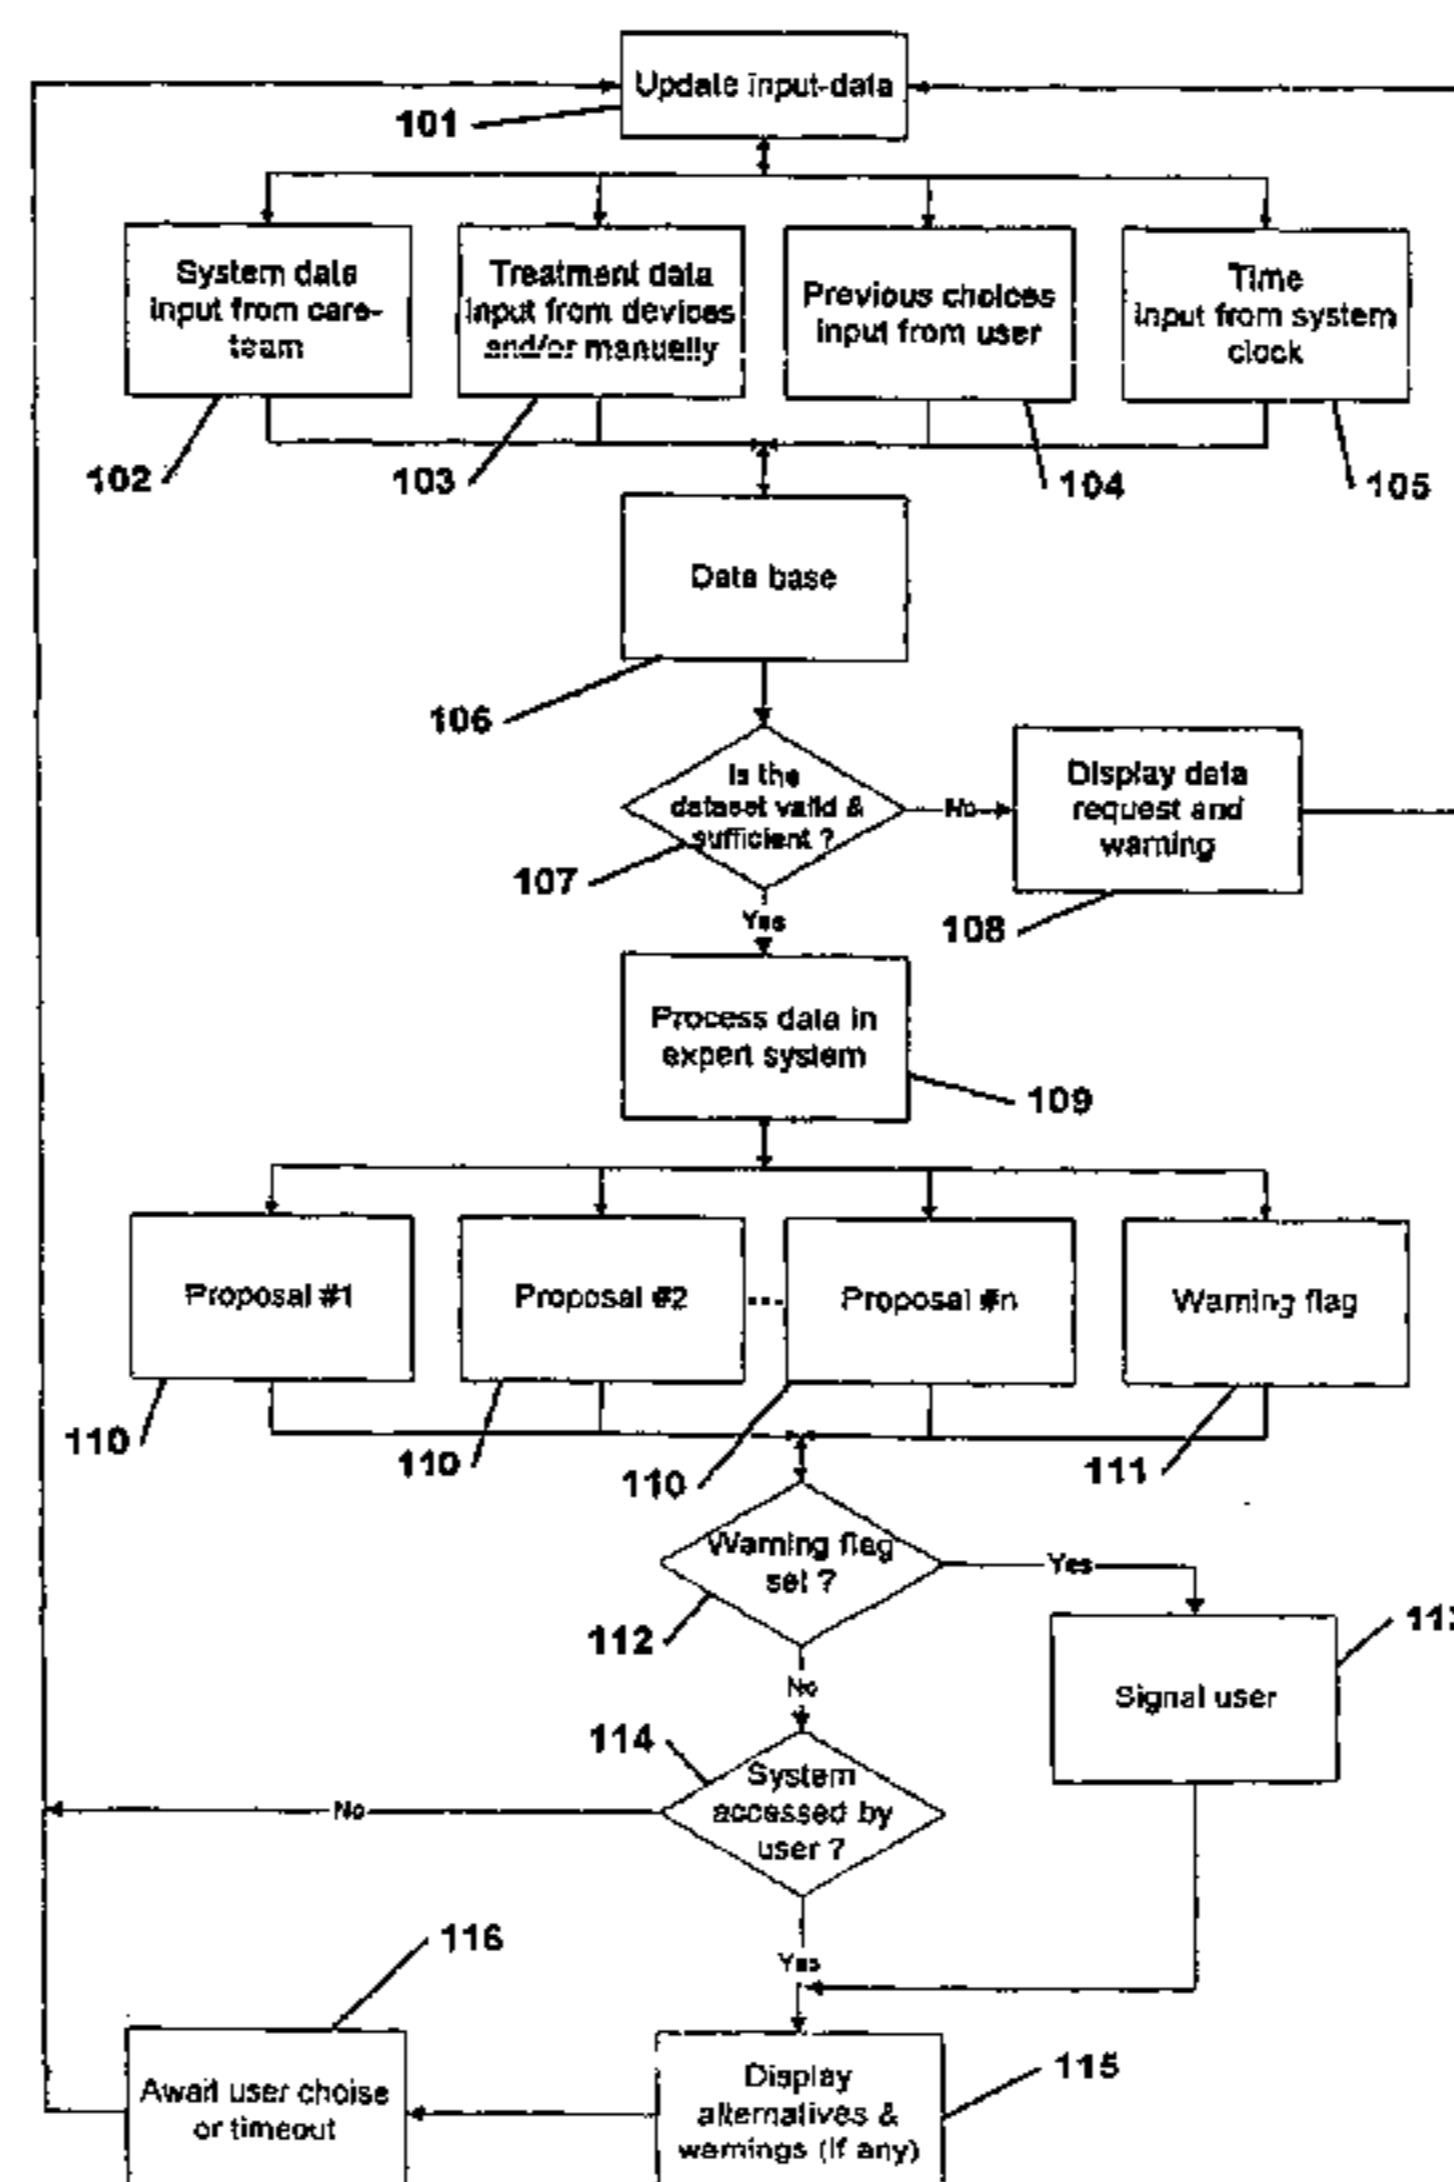 Update input-data
101
System data
input from care-
team
Treatment data
input from devices
and/or manually
Previous choices
input from user
Time
input from system
clock
102
103
104
105
Data base
106
Is the
dataset valid &
sufficient ?
No
Display data
request and
warning
107
108
Yes
Process data in
expert system
109
Proposal #1
Proposal #2
...
Proposal #n
Warning flag
110
110
110
111
Warning flag
set ?
Yes
112
Signal user
No
114
System
accessed by
user ?
No
Yes
116
Await user choise
or timeout
Display
alternatives &
warnings (if any)
115